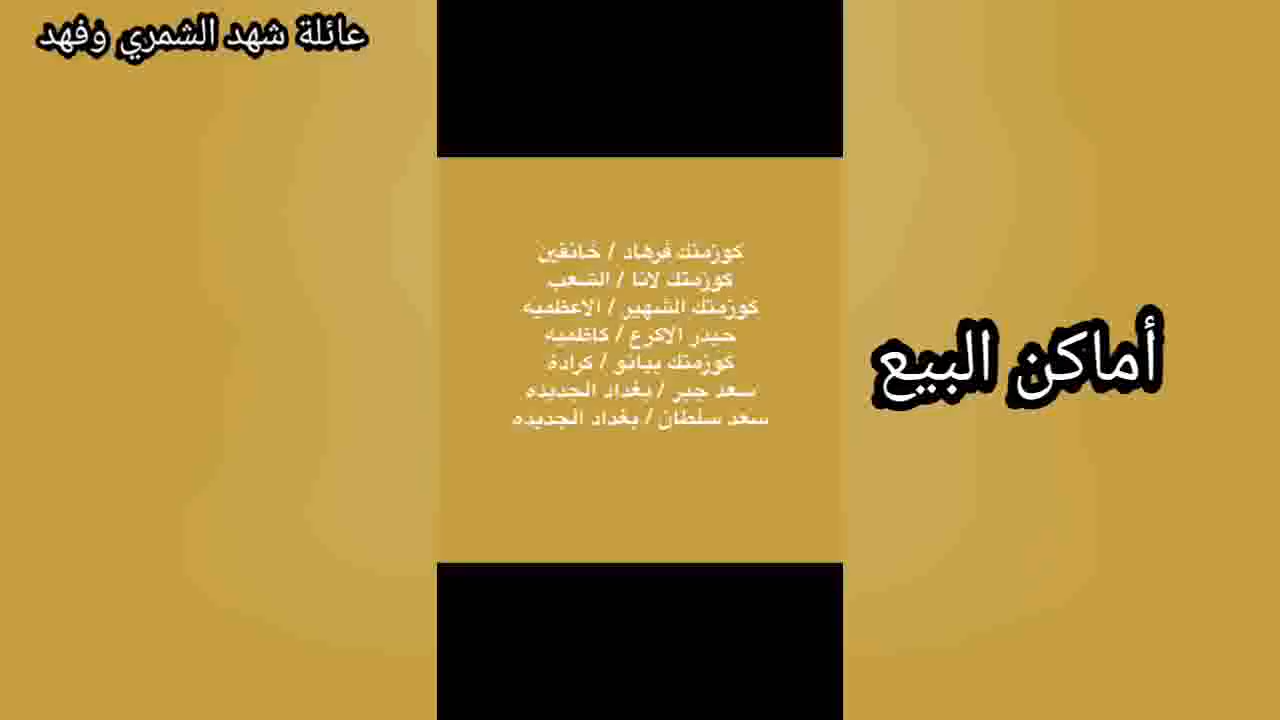 عائلة شهد الشمري وفهد
كوزمتك فرهاد / خانقين
كوزمتك لانا / الشعب
كوزمتك الشهير / الاعظميه
حيدر الاكرع / كاظميه
كوزمتك بيانو / كرادة
سعد جبر / بغداد الجديده
سعد سلطان / بغداد الجديده
أماكن البيع